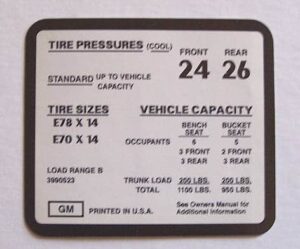 TIRE PRESSURES (COOL) FRONT REAR
STANDARD UP TO VEHICLE CAPACITY 24 26
TIRE SIZES VEHICLE CAPACITY
E78 X 14 BENCH SEAT BUCKET SEAT
E70 X 14 OCCUPANTS 6 5
3 FRONT 2 FRONT
3 REAR 3 REAR
LOAD RANGE B
3990523 TRUNK LOAD 200 LBS. 200 LBS.
TOTAL 1100 LBS. 950 LBS.
GM PRINTED IN U.S.A. See Owners Manual for Additional Information